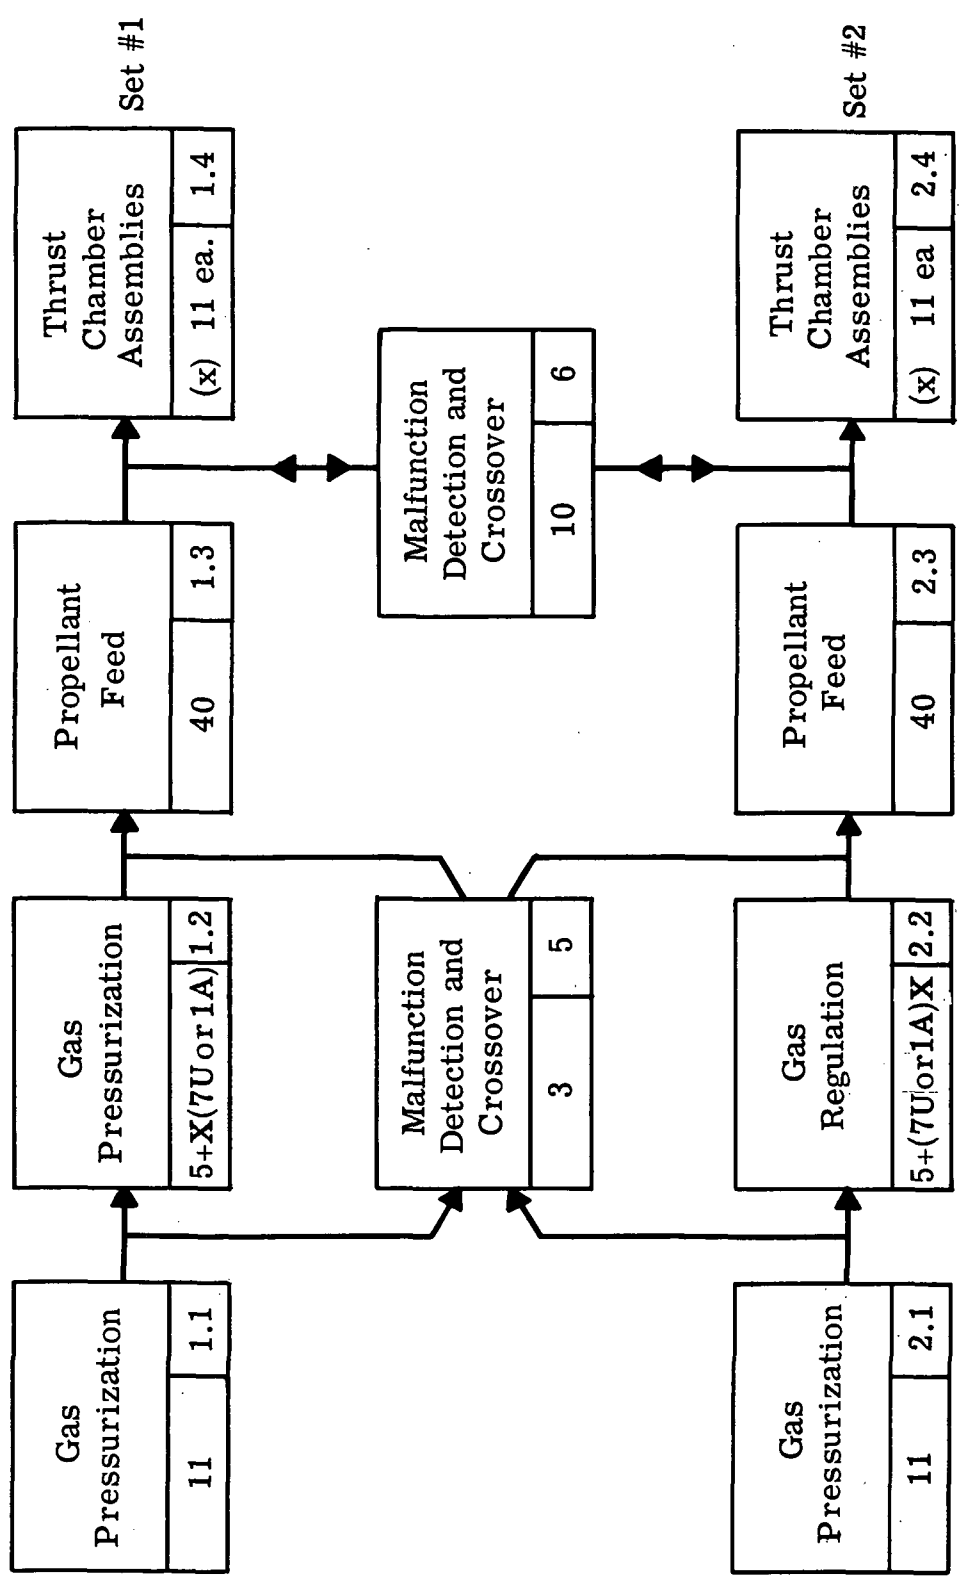 Gas
Pressurization
11
1.1
Gas
Pressurization
5+X(7U or 1A)
1.2
Propellant
Feed
40
1.3
Thrust
Chamber
Assemblies
(x) 11 ea.
1.4
Set #1
Malfunction
Detection and
Crossover
3
5
Malfunction
Detection and
Crossover
10
6
Gas
Pressurization
11
2.1
Gas
Regulation
5+(7U or 1A)X
2.2
Propellant
Feed
40
2.3
Thrust
Chamber
Assemblies
(x) 11 ea
2.4
Set #2